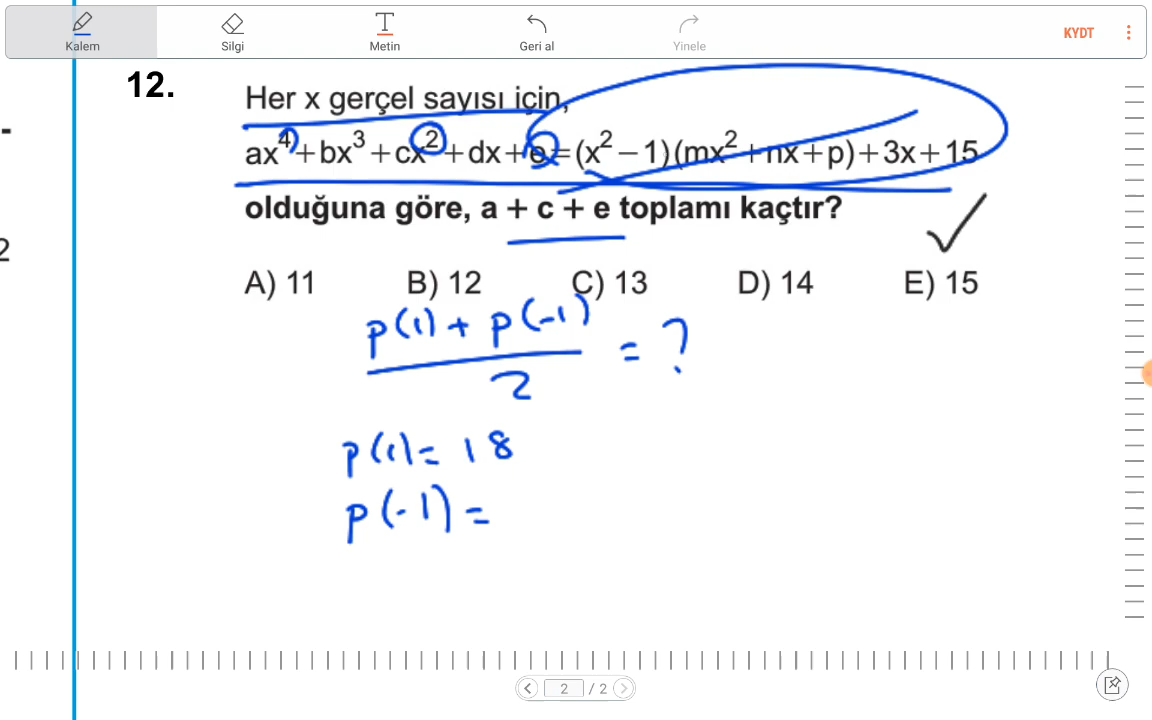 Kalem Silgi Metin Geri al Yinele KYDT
12.
Her x gerçel sayısı için,
ax⁴+bx³+cx²+dx+e=(x²−1)(mx²+nx+p)+3x+15
olduğuna göre, a + c + e toplamı kaçtır?
A) 11 B) 12 C) 13 D) 14 E) 15
p(1) + p(-1)
2
= ?
p(1)= 18
p(-1) =
-
2
2 / 2